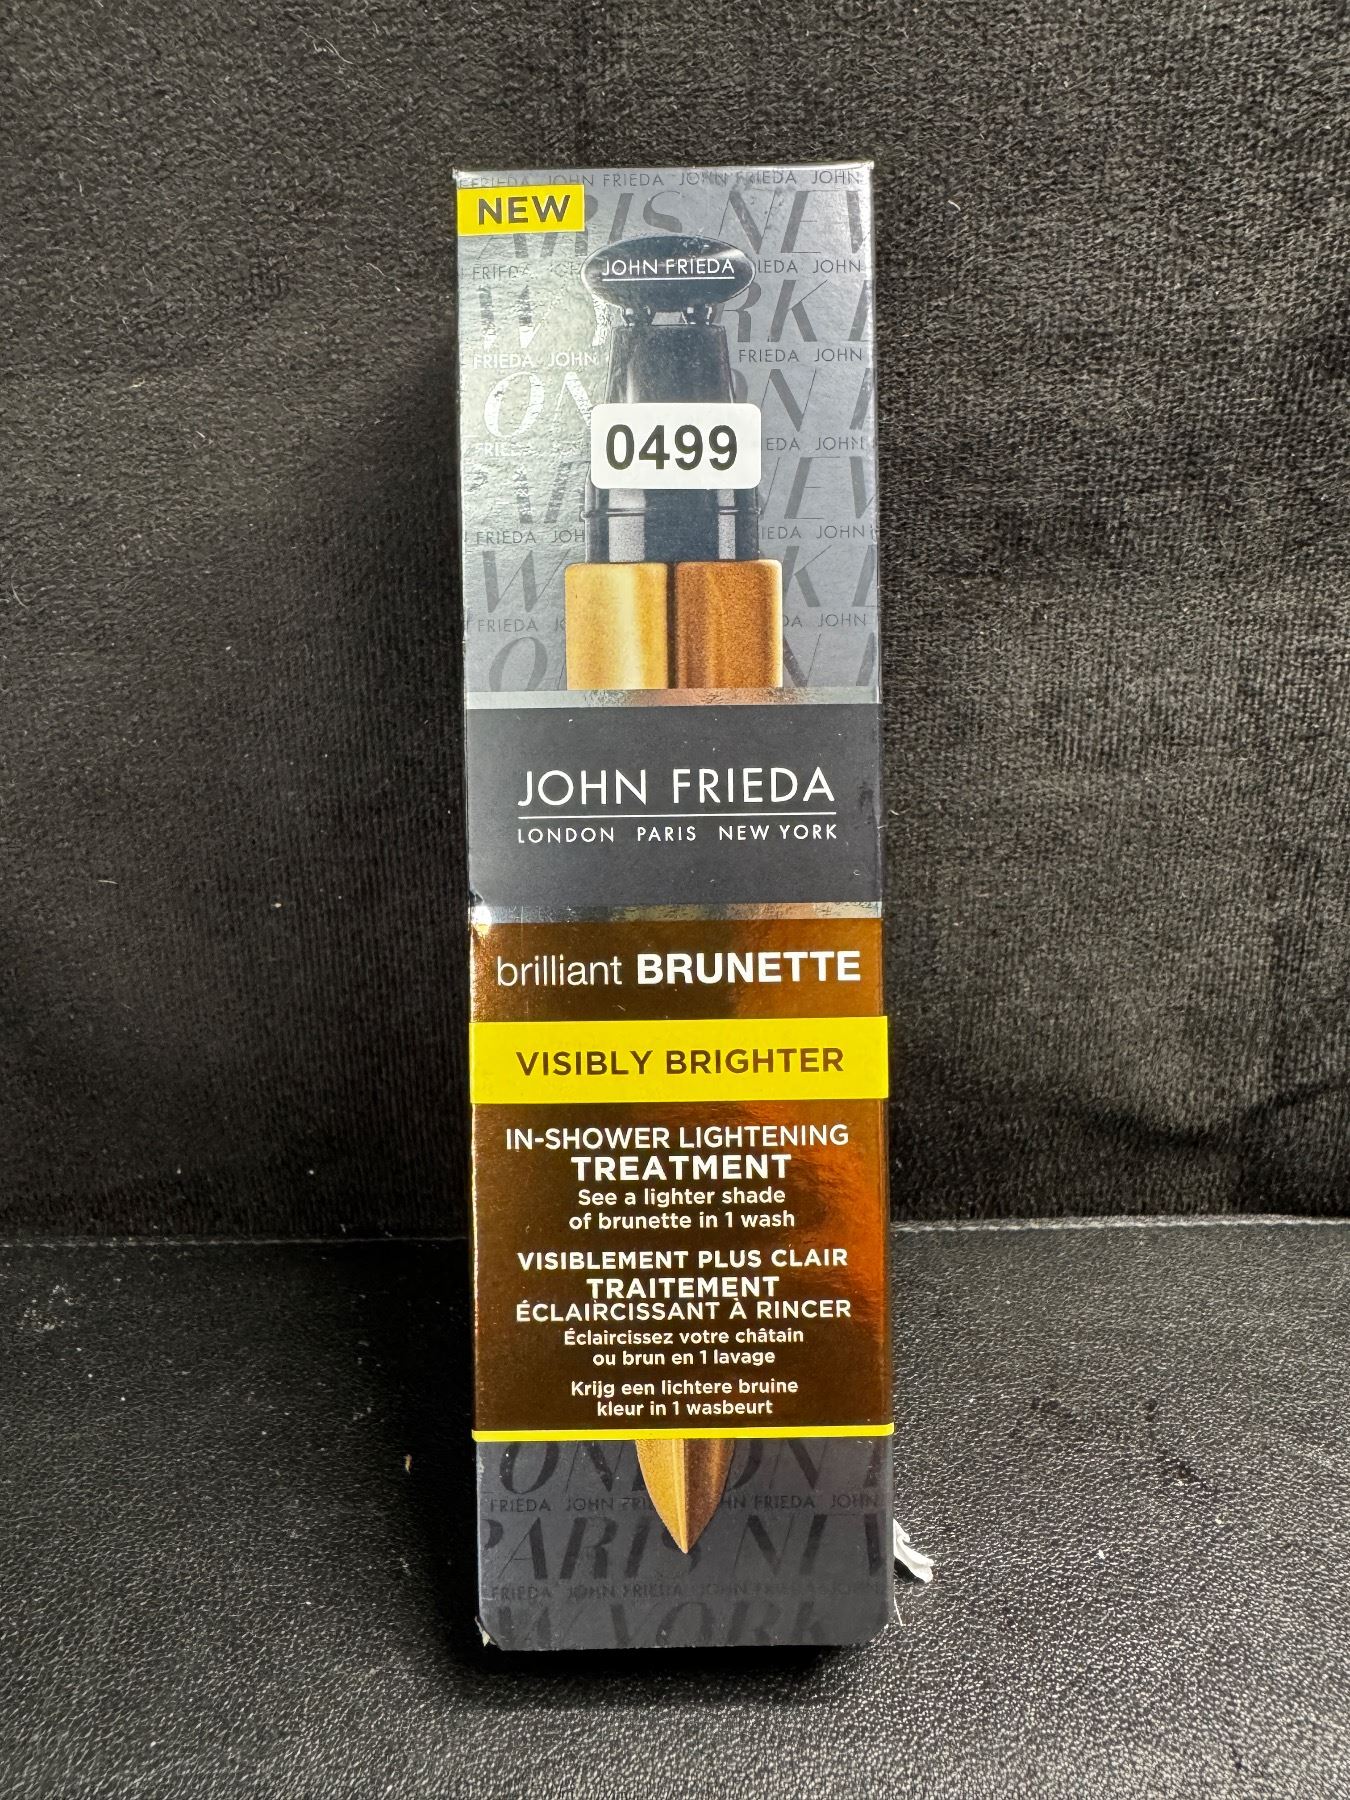 NEW
JOHN FRIEDA
0499
JOHN FRIEDA
LONDON PARIS NEW YORK
brilliant BRUNETTE
VISIBLY BRIGHTER
IN-SHOWER LIGHTENING
TREATMENT
See a lighter shade
of brunette in 1 wash
VISIBLEMENT PLUS CLAIR
TRAITEMENT
ÉCLAIRCISSANT À RINCER
Éclaircissez votre châtain
ou brun en 1 lavage
Krijg een lichtere bruine
kleur in 1 wasbeurt